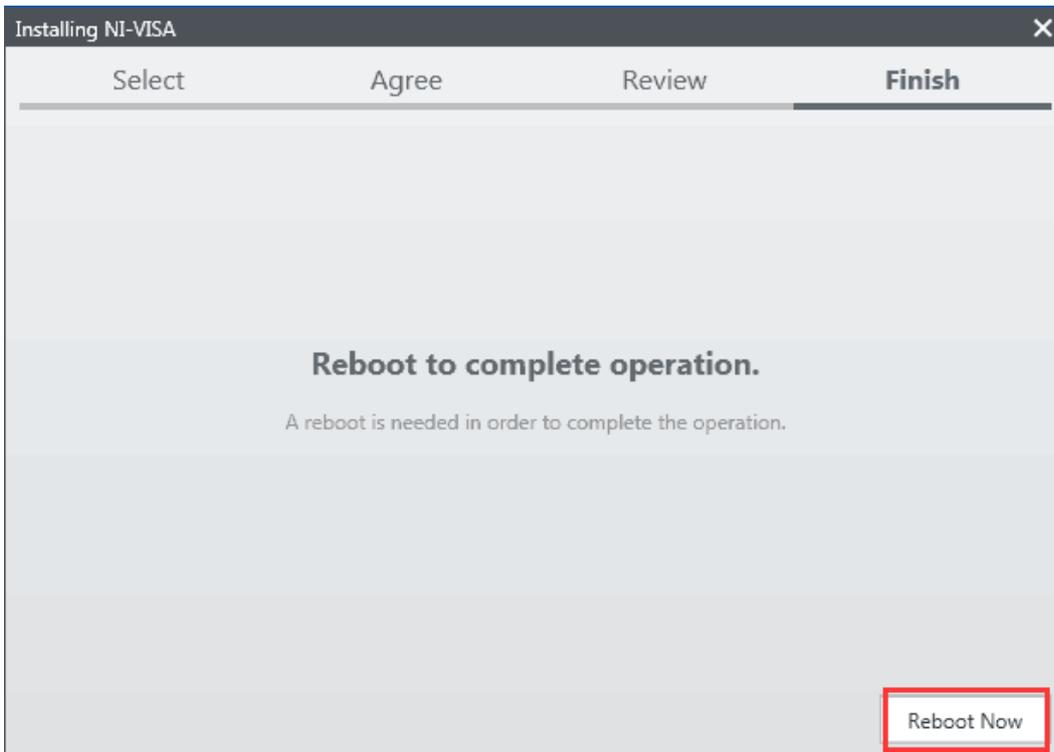 Installing NI-VISA
Select Agree Review Finish
Reboot to complete operation.
A reboot is needed in order to complete the operation.
Reboot Now